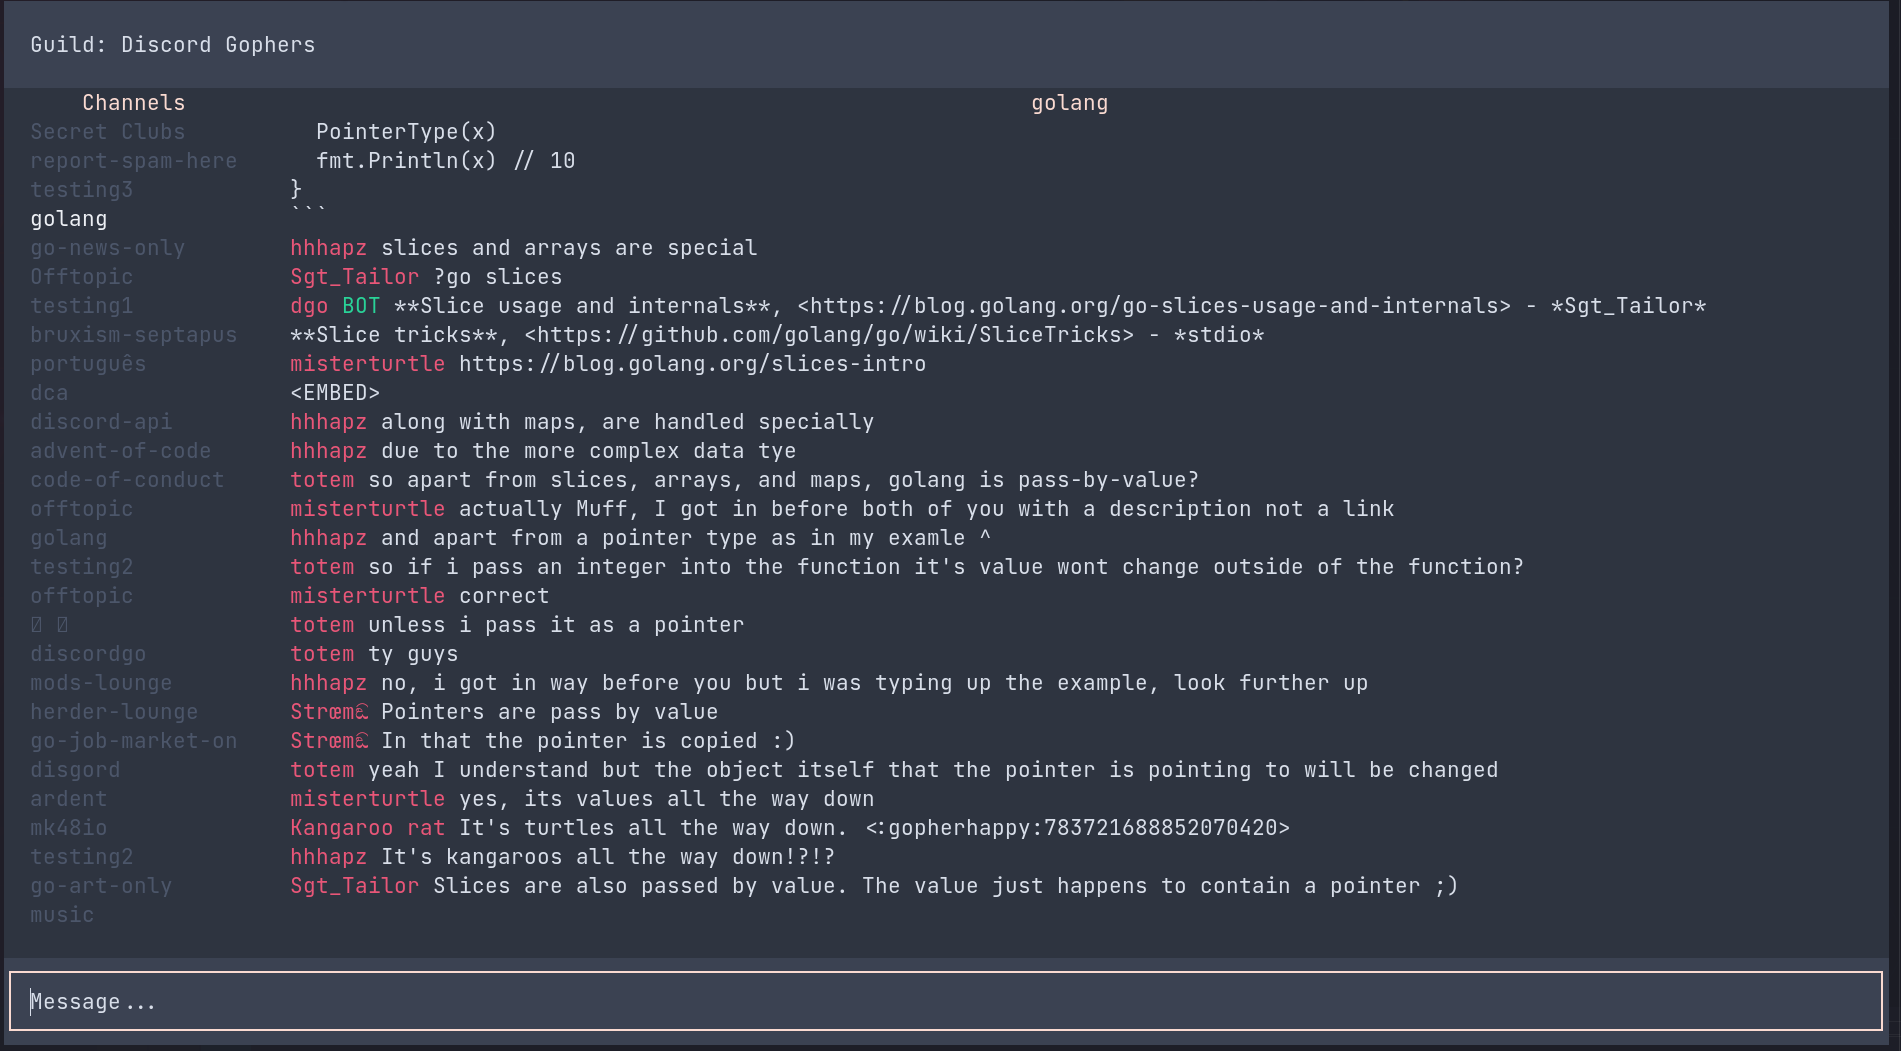 Guild: Discord Gophers
Channels
Secret Clubs
report-spam-here
testing3
golang
go-news-only
Offtopic
testing1
bruxism-septapus
português
dca
discord-api
advent-of-code
code-of-conduct
offtopic
golang
testing2
offtopic
discordgo
mods-lounge
herder-lounge
go-job-market-on
disgord
ardent
mk48io
testing2
go-art-only
music
golang
PointerType(x)
fmt.Println(x) // 10
}
```
hhhapz slices and arrays are special
Sgt_Tailor ?go slices
dgo BOT **Slice usage and internals**, <https://blog.golang.org/go-slices-usage-and-internals> - *Sgt_Tailor*
**Slice tricks**, <https://github.com/golang/go/wiki/SliceTricks> - *stdio*
misterturtle https://blog.golang.org/slices-intro
<EMBED>
hhhapz along with maps, are handled specially
hhhapz due to the more complex data tye
totem so apart from slices, arrays, and maps, golang is pass-by-value?
misterturtle actually Muff, I got in before both of you with a description not a link
hhhapz and apart from a pointer type as in my examle ^
totem so if i pass an integer into the function it's value wont change outside of the function?
misterturtle correct
totem unless i pass it as a pointer
totem ty guys
hhhapz no, i got in way before you but i was typing up the example, look further up
Pointers are pass by value
In that the pointer is copied :)
totem yeah I understand but the object itself that the pointer is pointing to will be changed
misterturtle yes, its values all the way down
Kangaroo rat It's turtles all the way down. <:gopherhappy:783721688852070420>
hhhapz It's kangaroos all the way down!?!?
Sgt_Tailor Slices are also passed by value. The value just happens to contain a pointer ;)
Message...